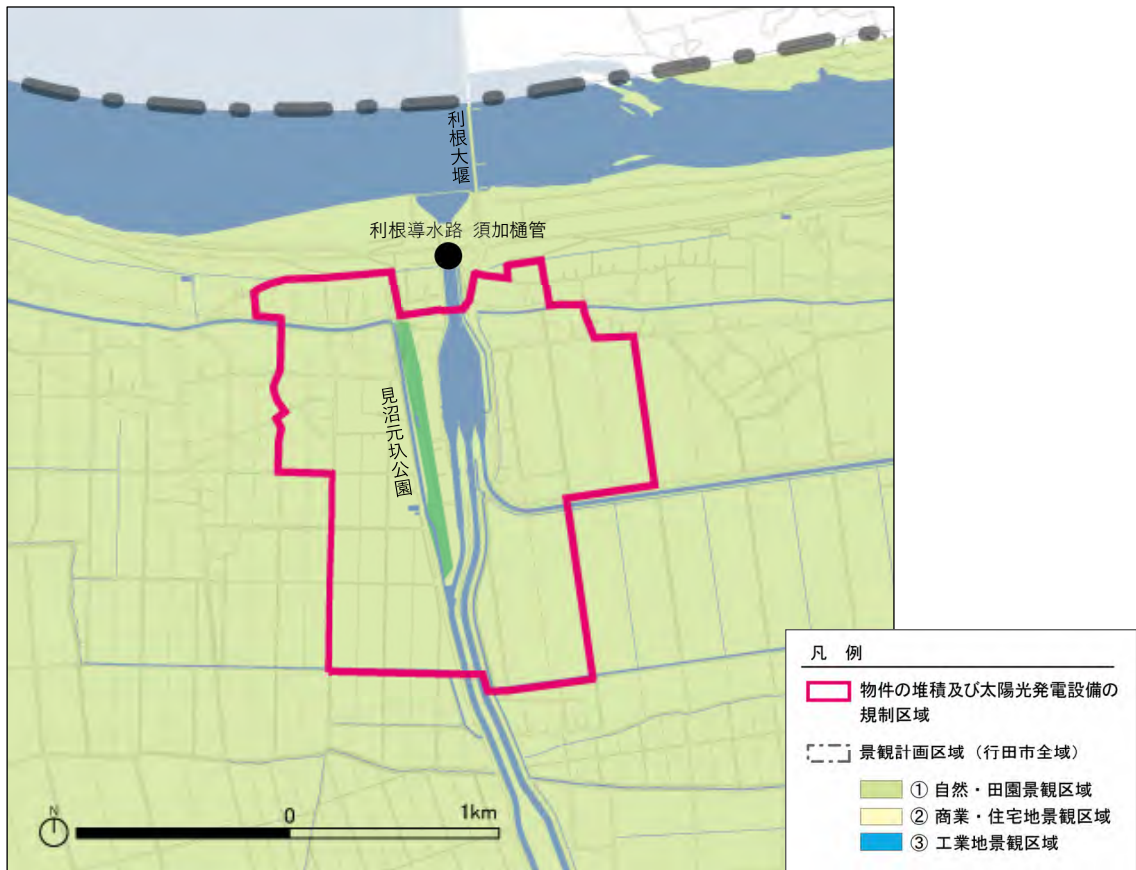 利根大堰
利根導水路 須加樋管
見沼元圦公園
N
0
1km
凡 例
物件の堆積及び太陽光発電設備の
規制区域
景観計画区域（行田市全域）
① 自然・田園景観区域
② 商業・住宅地景観区域
③ 工業地景観区域